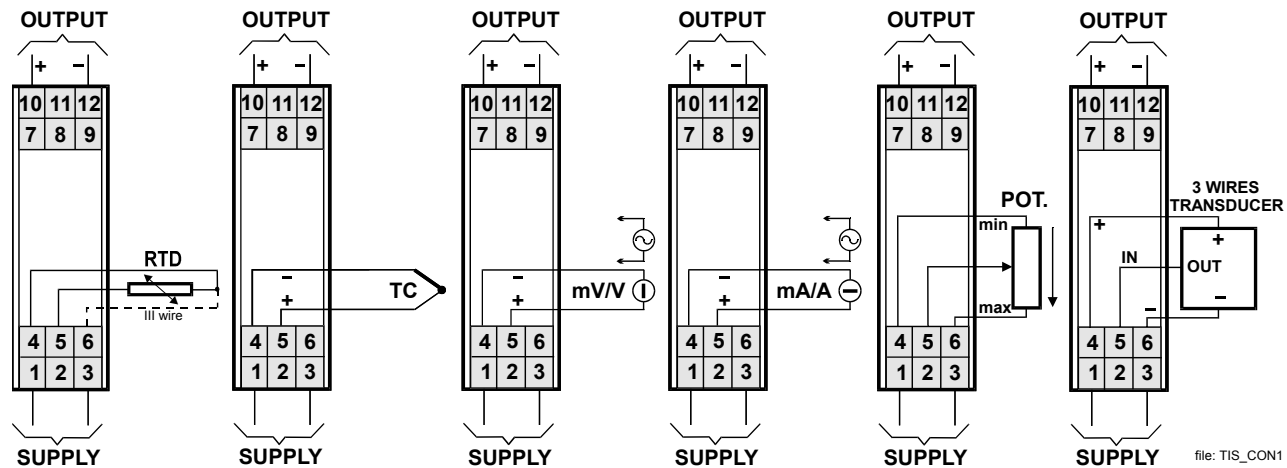 OUTPUT OUTPUT OUTPUT OUTPUT OUTPUT OUTPUT
+ − + − + − + − + − + −
10 11 12 10 11 12 10 11 12 10 11 12 10 11 12 10 11 12
7 8 9 7 8 9 7 8 9 7 8 9 7 8 9 7 8 9
RTD
III wire
4 5 6
1 2 3
SUPPLY
−
+
TC
4 5 6
1 2 3
SUPPLY
−
+
mV/V
4 5 6
1 2 3
SUPPLY
−
+
mA/A
4 5 6
1 2 3
SUPPLY
POT.
min
max
4 5 6
1 2 3
SUPPLY
3 WIRES
TRANSDUCER
+
+
IN
OUT
−
−
4 5 6
1 2 3
SUPPLY
file: TIS_CON1